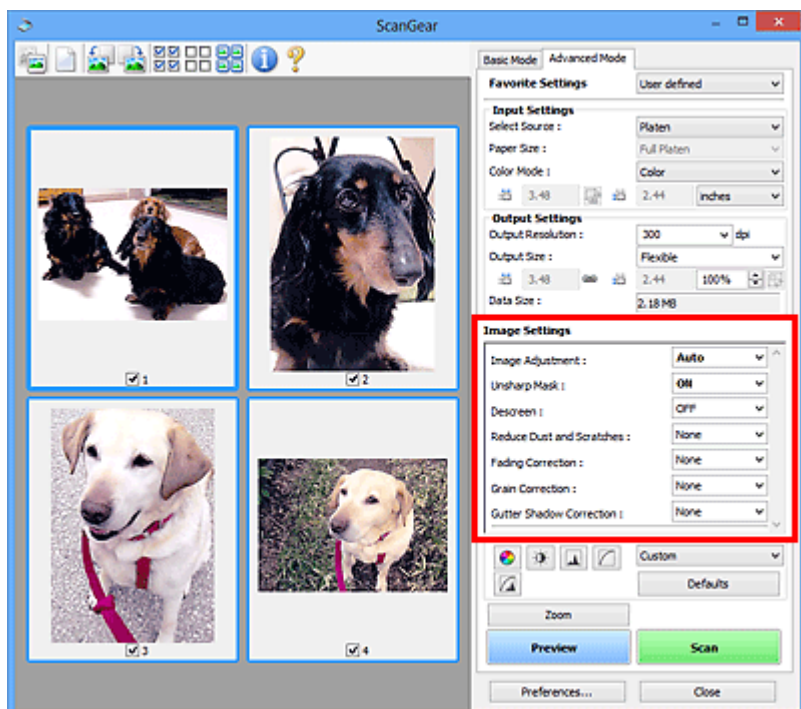 ScanGear
Basic Mode Advanced Mode
Favorite Settings User defined
Input Settings
Select Source : Platen
Paper Size : Full Platen
Color Mode : Color
3.48 2.44 inches
Output Settings
Output Resolution : 300 dpi
Output Size : Flexible
3.48 2.44 100%
Data Size : 2.18 MB
Image Settings
Image Adjustment : Auto
Unsharp Mask : ON
Descreen : OFF
Reduce Dust and Scratches : None
Fading Correction : None
Grain Correction : None
Gutter Shadow Correction : None
Custom
Defaults
Zoom
Preview Scan
Preferences... Close
1
2
3
4